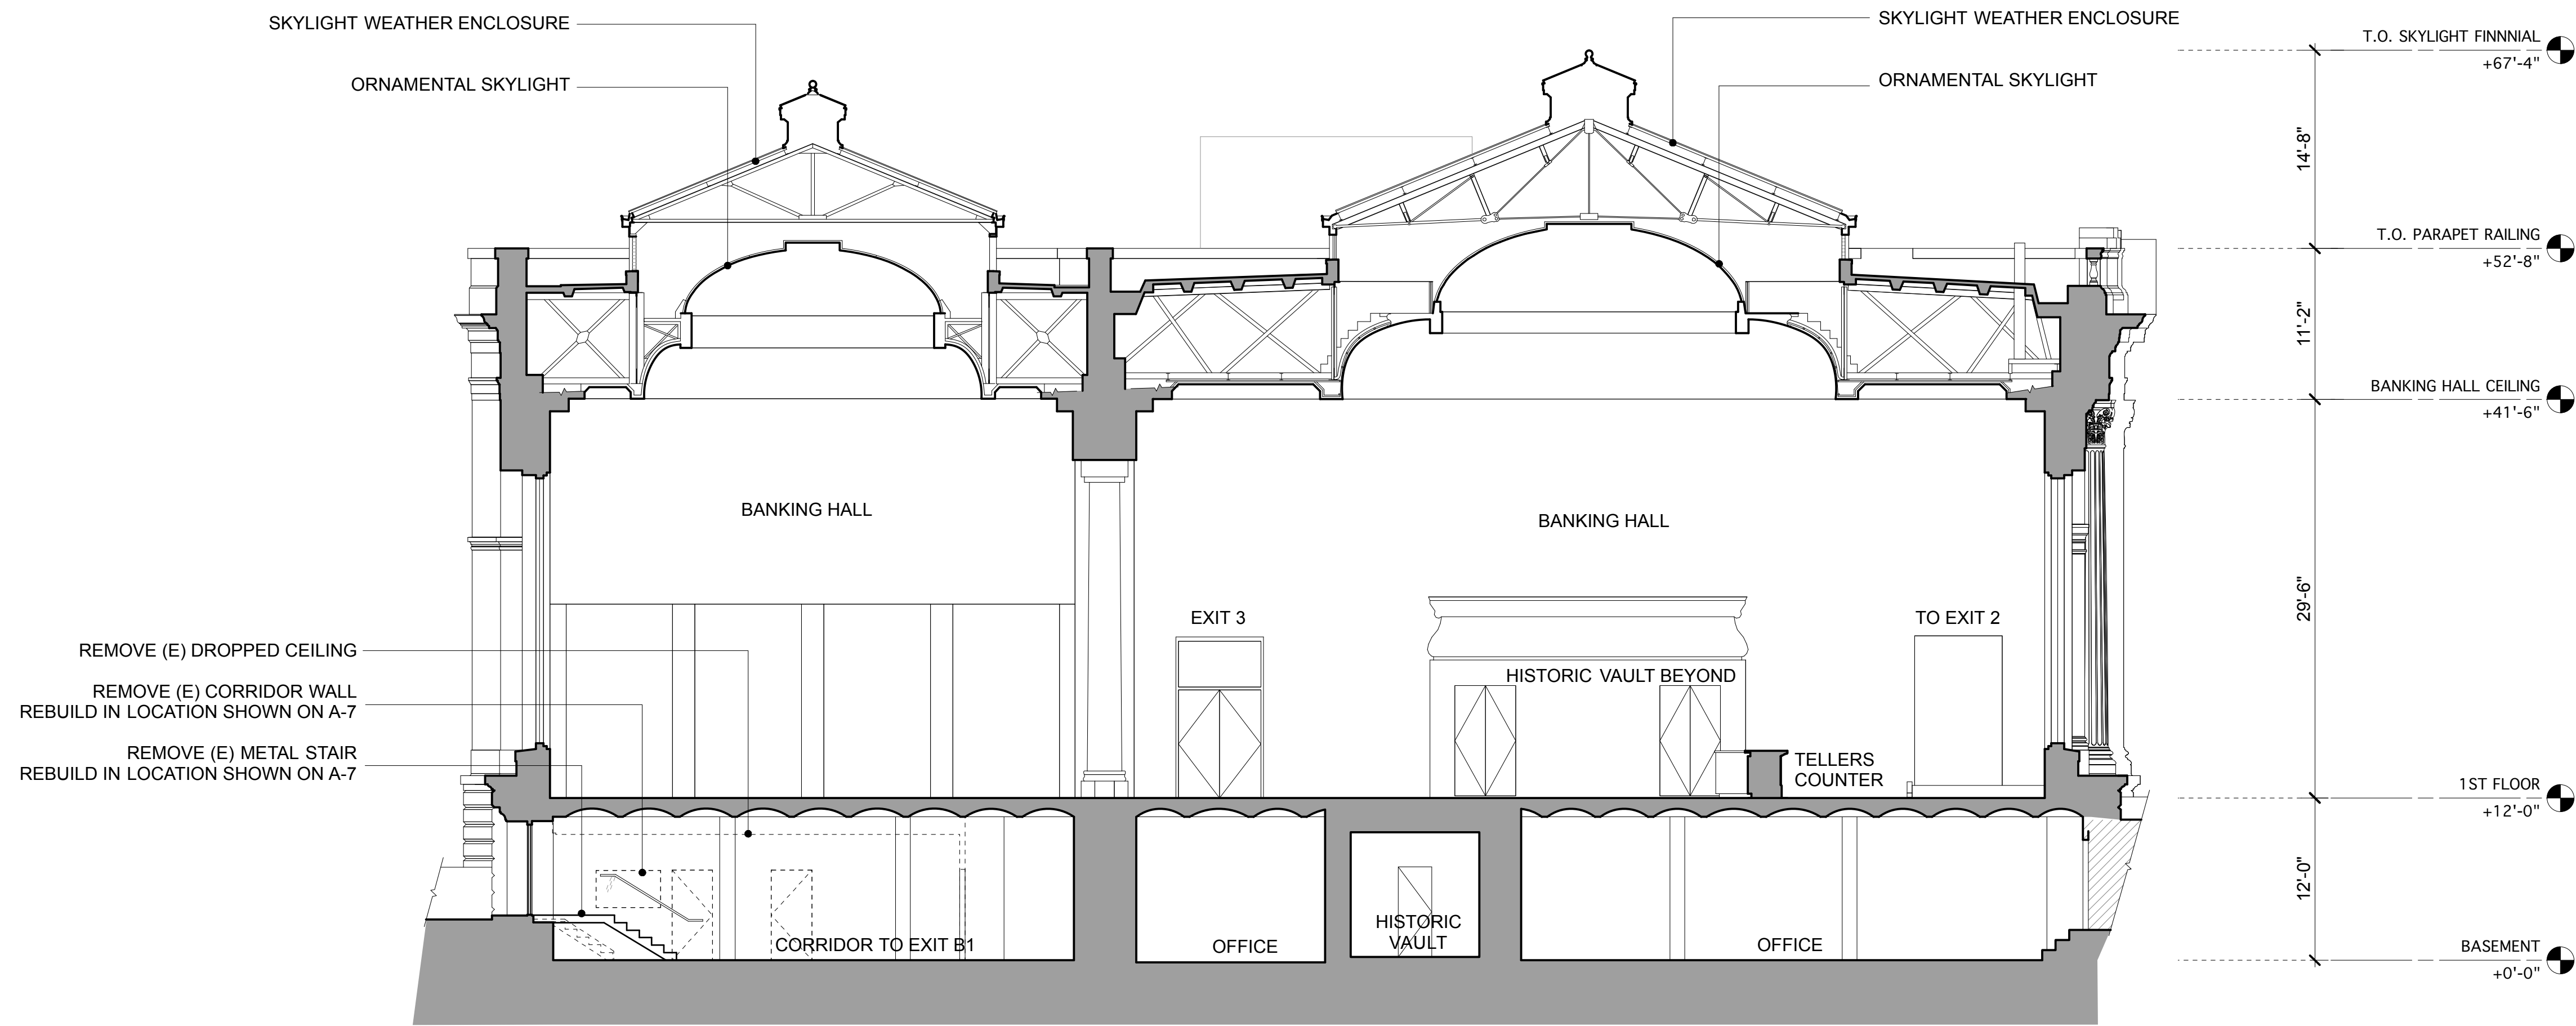 SKYLIGHT WEATHER ENCLOSURE
ORNAMENTAL SKYLIGHT
SKYLIGHT WEATHER ENCLOSURE
ORNAMENTAL SKYLIGHT
T.O. SKYLIGHT FINNNIAL
+67'-4"
14'-8"
T.O. PARAPET RAILING
+52'-8"
11'-2"
BANKING HALL CEILING
+41'-6"
BANKING HALL
BANKING HALL
29'-6"
EXIT 3
TO EXIT 2
HISTORIC VAULT BEYOND
TELLERS
COUNTER
REMOVE (E) DROPPED CEILING
REMOVE (E) CORRIDOR WALL
REBUILD IN LOCATION SHOWN ON A-7
REMOVE (E) METAL STAIR
REBUILD IN LOCATION SHOWN ON A-7
1ST FLOOR
+12'-0"
12'-0"
CORRIDOR TO EXIT B1
OFFICE
HISTORIC
VAULT
OFFICE
BASEMENT
+0'-0"